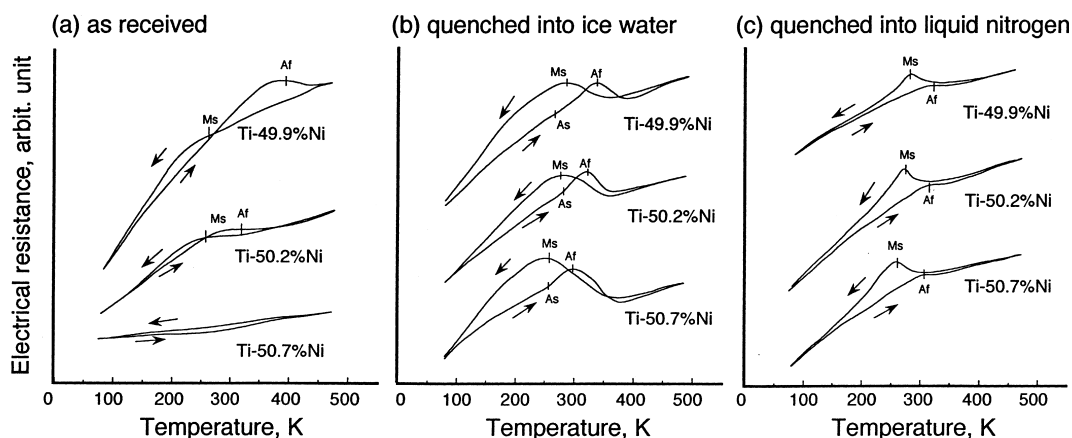 (a) as received
(b) quenched into ice water
(c) quenched into liquid nitrogen
Electrical resistance, arbit. unit
Af
Ms
Ti-49.9%Ni
Ms
Af
Ti-50.2%Ni
Ti-50.7%Ni
0 100 200 300 400 500
Temperature, K
Ms
Af
As
Ti-49.9%Ni
Ms
Af
As
Ti-50.2%Ni
Ms
Af
As
Ti-50.7%Ni
0 100 200 300 400 500
Temperature, K
Ms
Af
Ti-49.9%Ni
Ms
Af
Ti-50.2%Ni
Ms
Af
Ti-50.7%Ni
0 100 200 300 400 500
Temperature, K